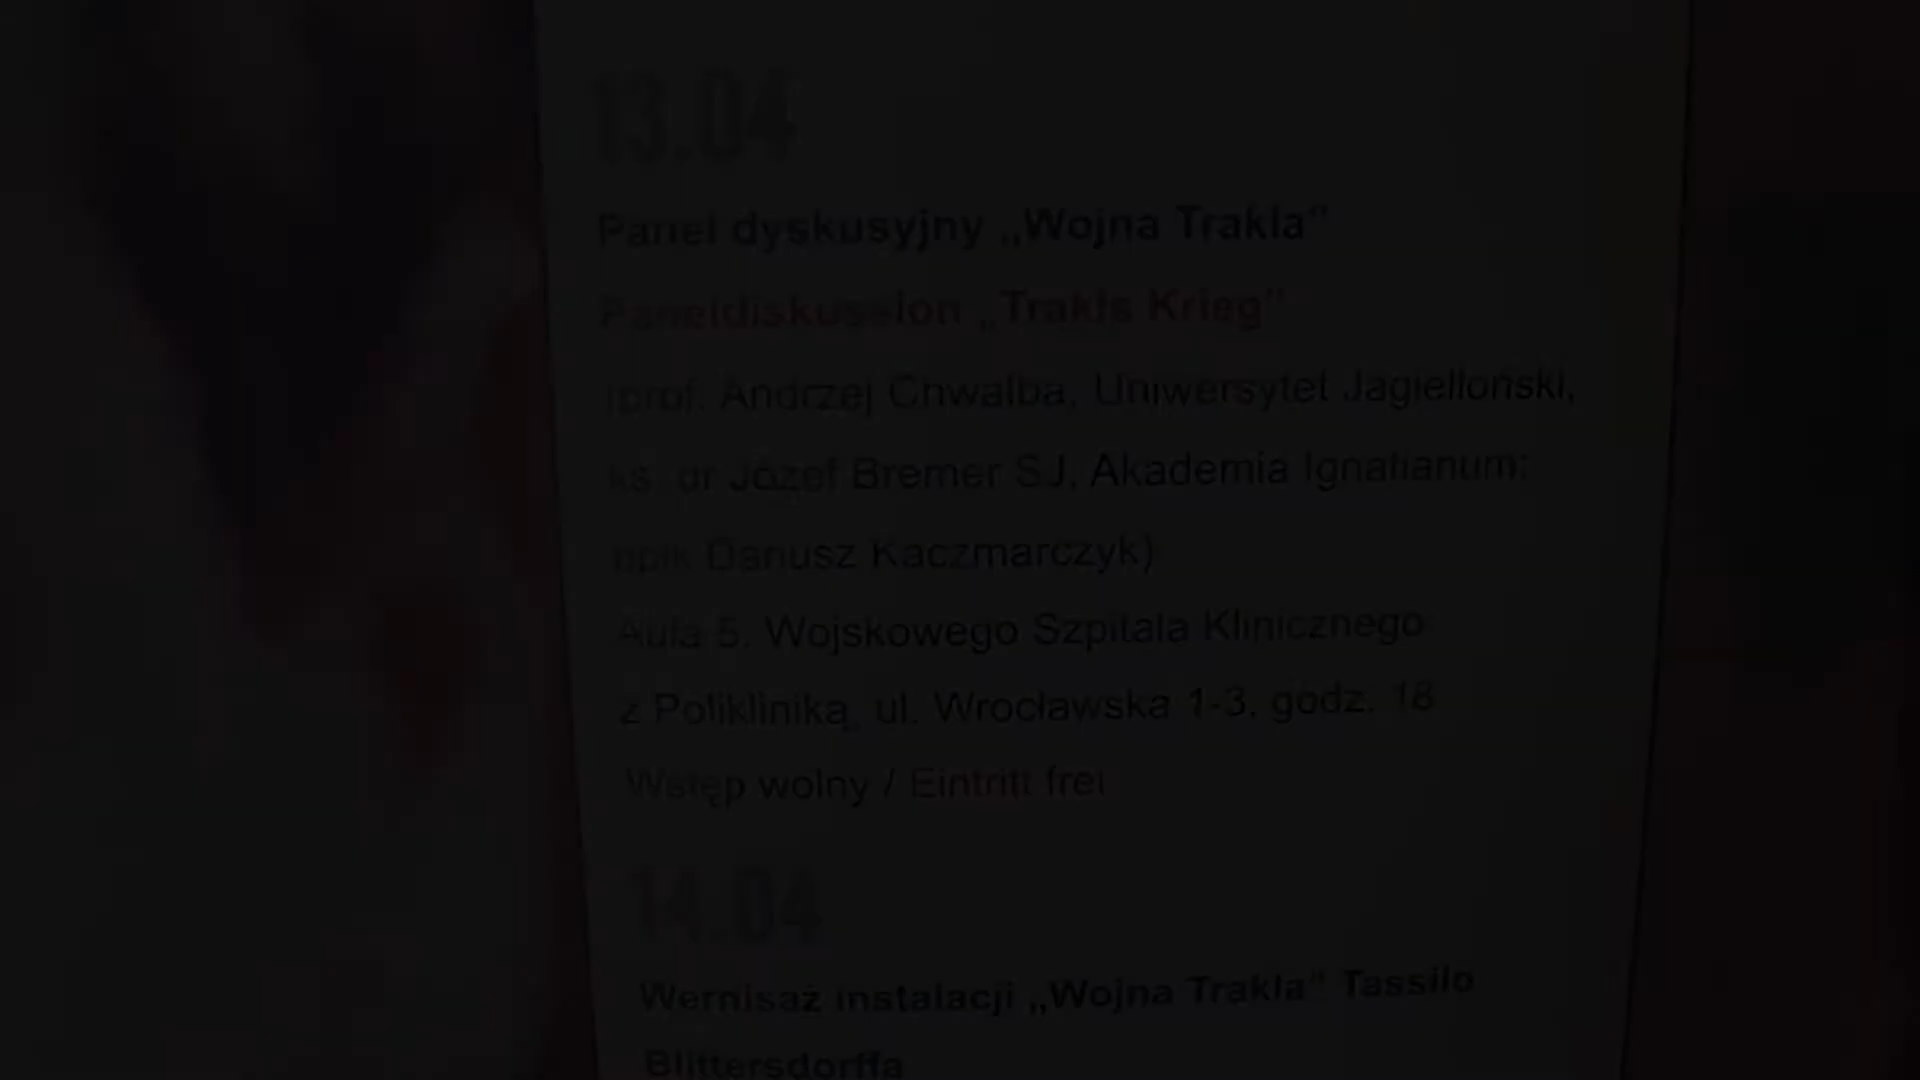 13.04
Panel dyskusyjny „Wojna Trakla”
Paneldiskussion „Trakls Krieg”
(prof. Andrzej Chwalba, Uniwersytet Jagielloński,
ks. dr Józef Bremer SJ, Akademia Ignatianum;
ppłk Dariusz Kaczmarczyk)
Aula 5. Wojskowego Szpitala Klinicznego
z Polikliniką, ul. Wrocławska 1-3, godz. 18
Wstęp wolny / Eintritt frei
14.04
Wernisaż instalacji „Wojna Trakla” Tassilo
Blittersdorffa